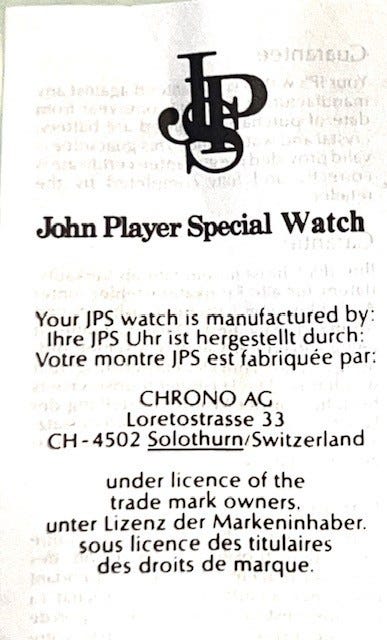 JPS
John Player Special Watch
Your JPS watch is manufactured by:
Ihre JPS Uhr ist hergestellt durch:
Votre montre JPS est fabriquée par:
CHRONO AG
Loretostrasse 33
CH-4502 Solothurn/Switzerland
under licence of the
trade mark owners.
unter Lizenz der Markeninhaber.
sous licence des titulaires
des droits de marque.